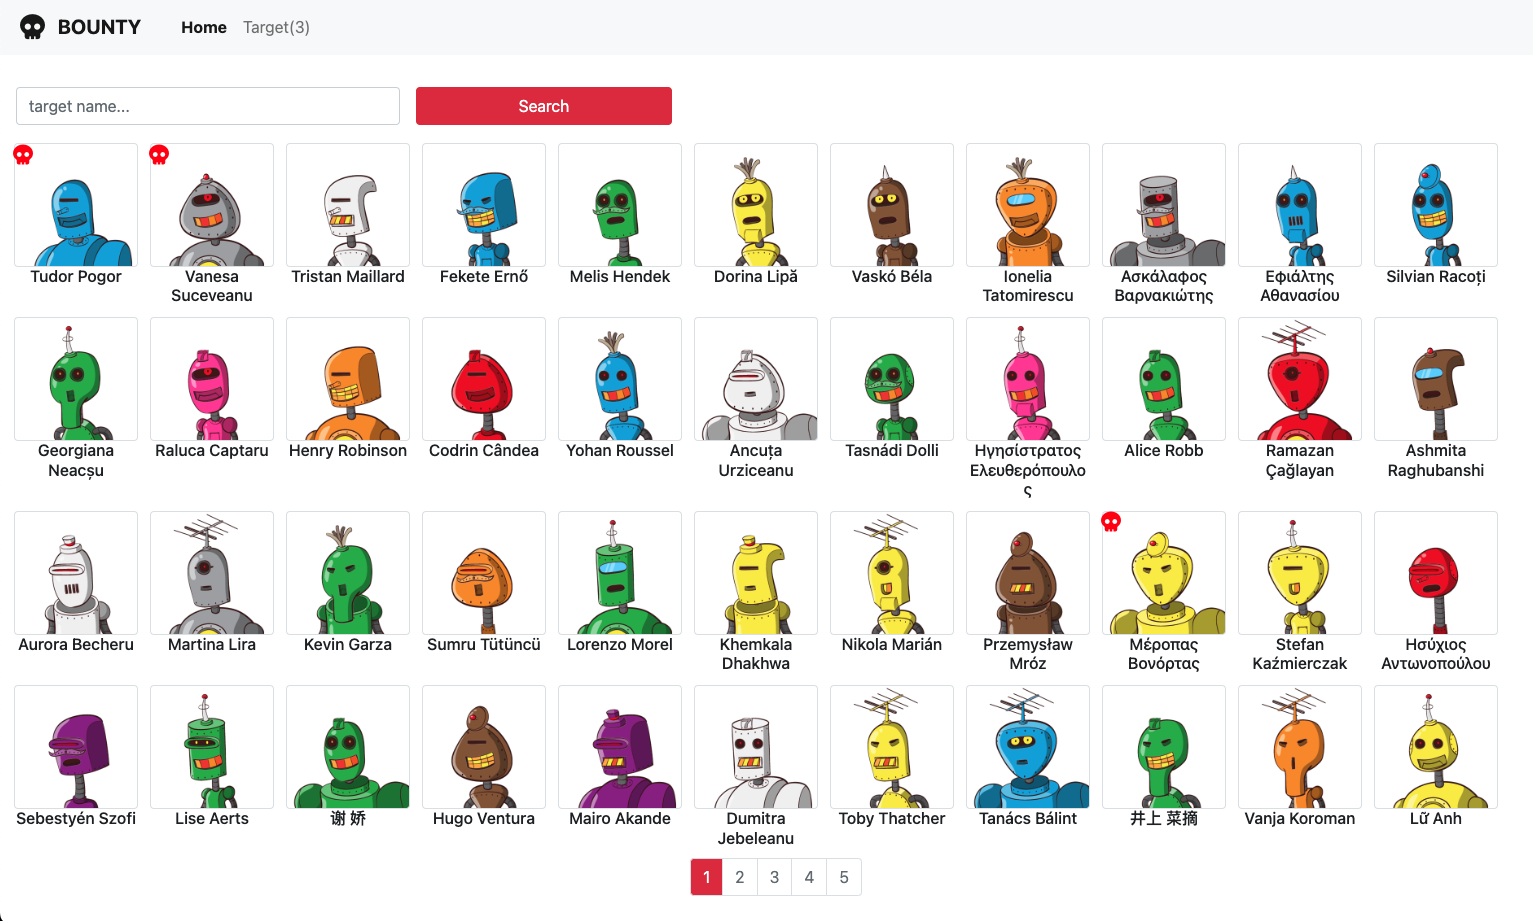 BOUNTY Home Target(3)
target name... Search
Tudor Pogor
Vanesa
Suceveanu
Tristan Maillard
Fekete Ernő
Melis Hendek
Dorina Lipă
Vaskó Béla
Ionelia
Tatomirescu
Ασκάλαφος
Βαρνακιώτης
Εφιάλτης
Αθανασίου
Silvian Racoți
Georgiana
Neacșu
Raluca Captaru
Henry Robinson
Codrin Cândea
Yohan Roussel
Ancuța
Urziceanu
Tasnádi Dolli
Ηγησίστρατος
Ελευθερόπουλο
ς
Alice Robb
Ramazan
Çağlayan
Ashmita
Raghubanshi
Aurora Becheru
Martina Lira
Kevin Garza
Sumru Tütüncü
Lorenzo Morel
Khemkala
Dhakhwa
Nikola Marián
Przemysław
Mróz
Μέροπας
Βονόρτας
Stefan
Kaźmierczak
Ησύχιος
Αντωνοπούλου
Sebestyén Szofi
Lise Aerts
谢 娇
Hugo Ventura
Mairo Akande
Dumitra
Jebeleanu
Toby Thatcher
Tanács Bálint
井上 菜摘
Vanja Koroman
Lữ Anh
1 2 3 4 5